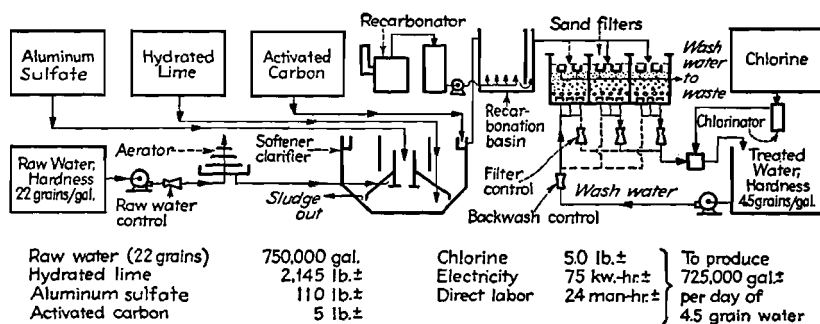 Aluminum
Sulfate
Hydrated
Lime
Activated
Carbon
Recarbonator
Sand filters
Wash
water
to
waste
Chlorine
Recar-
bonation
basin
Chlorinator
Raw Water,
Hardness
22 grains/gal.
Aerator
Raw water
control
Softener
clarifier
Sludge
out
Filter
control
Wash water
Backwash control
Treated
Water,
Hardness
4.5 grains/gal.
Raw water (22 grains) 750,000 gal.
Hydrated lime 2,145 lb.±
Aluminum sulfate 110 lb.±
Activated carbon 5 lb.±
Chlorine 5.0 lb.±
Electricity 75 kw.-hr.±
Direct labor 24 man-hr.±
To produce
725,000 gal.±
per day of
4.5 grain water